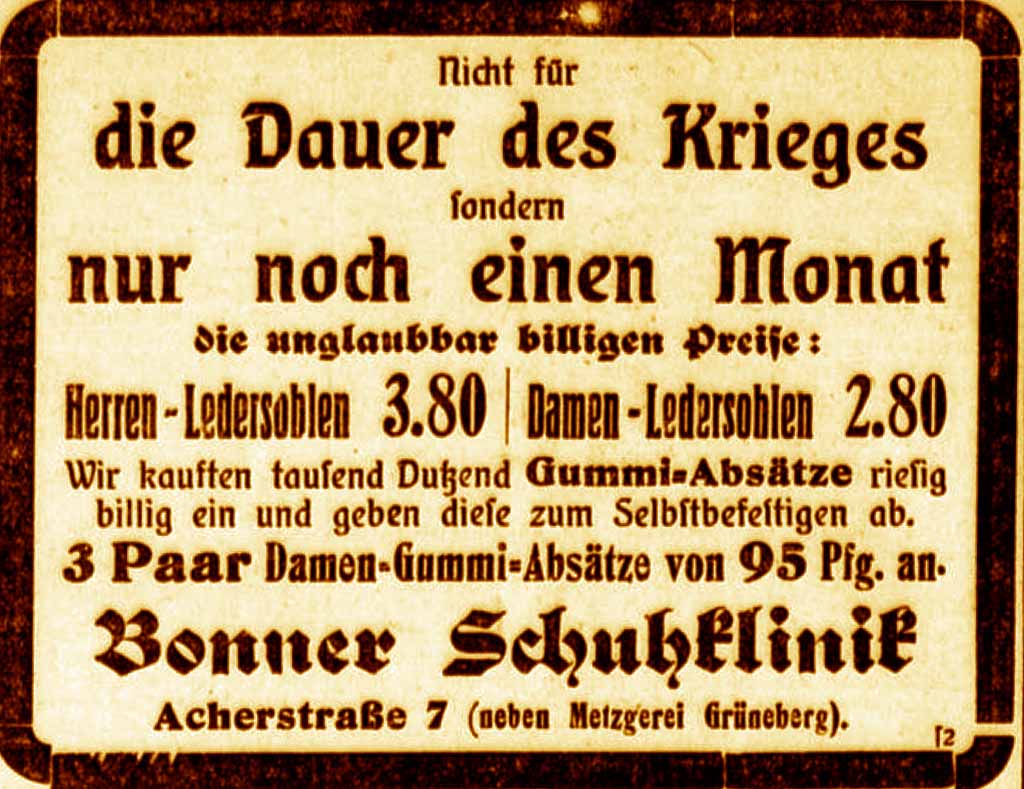 Nicht für
die Dauer des Krieges
ſondern
nur noch einen Monat
die unglaubbar billigen Preiſe:
Herren-Ledersohlen 3.80 | Damen-Ledersohlen 2.80
Wir kauften tauſend Dutzend Gummi-Absätze rieſig
billig ein und geben dieſe zum Selbſtbefeſtigen ab.
3 Paar Damen-Gummi-Absätze von 95 Pfg. an.
Bonner Schuhklinik
Acherstraße 7 (neben Metzgerei Grüneberg).